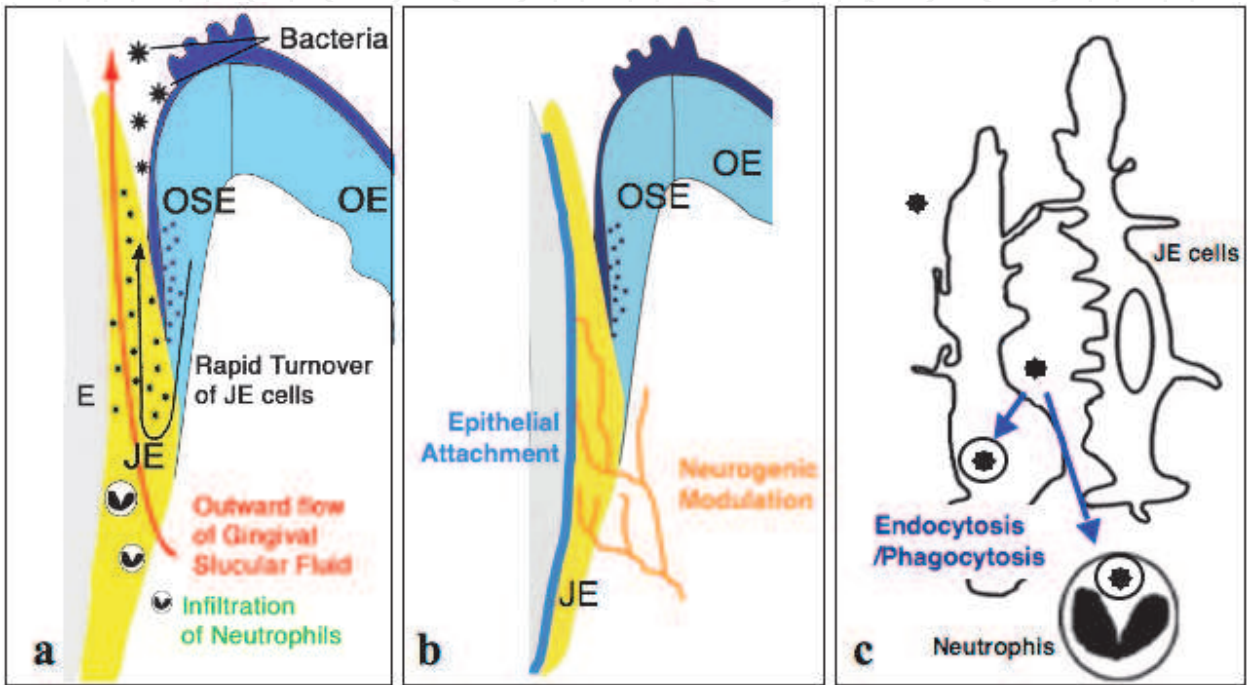 Bacteria
OSE
OE
E
Rapid Turnover
of JE cells
JE
Outward flow
of Gingival
Slucular Fluid
Infiltration
of Neutrophils
a
OE
OSE
Epithelial
Attachment
Neurogenic
Modulation
JE
b
JE cells
Endocytosis
/Phagocytosis
Neutrophis
c